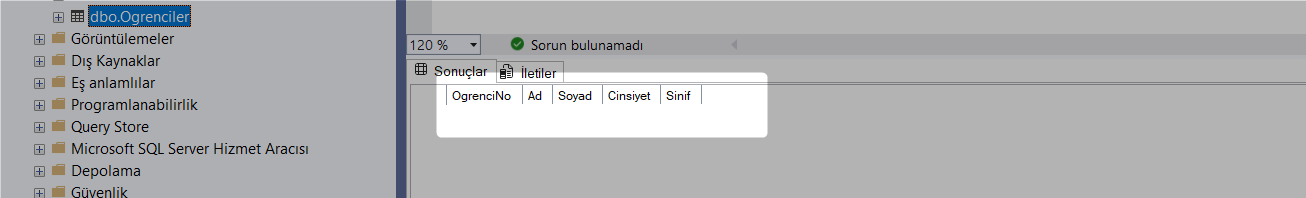 dbo.Ogrenciler
Görüntülemeler
Dış Kaynaklar
Eş anlamlılar
Programlanabilirlik
Query Store
Microsoft SQL Server Hizmet Aracısı
Depolama
Güvenlik
120 % Sorun bulunamadı
Sonuçlar İletiler
OgrenciNo Ad Soyad Cinsiyet Sinif